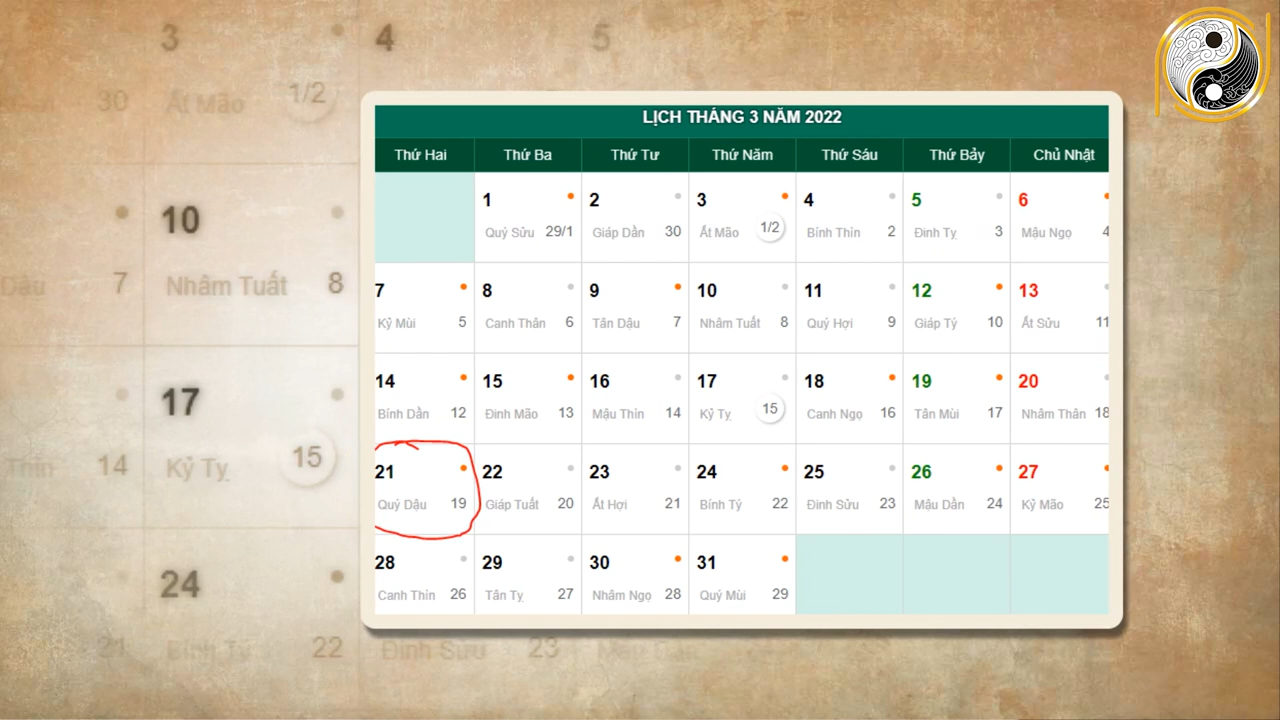 3 4 5
30 Ất Mão 1/2
10
7 Nhâm Tuất 8
17
Thìn 14 Kỷ Tỵ 15
24
21 Bính Tý 22 Đinh Sửu 23
LỊCH THÁNG 3 NĂM 2022
Thứ Hai Thứ Ba Thứ Tư Thứ Năm Thứ Sáu Thứ Bảy Chủ Nhật
1 2 3 4 5 6
Quý Sửu 29/1 Giáp Dần 30 Ất Mão 1/2 Bính Thìn 2 Đinh Tỵ 3 Mậu Ngọ 4
7 8 9 10 11 12 13
Kỷ Mùi 5 Canh Thân 6 Tân Dậu 7 Nhâm Tuất 8 Quý Hợi 9 Giáp Tý 10 Ất Sửu 11
14 15 16 17 18 19 20
Bính Dần 12 Đinh Mão 13 Mậu Thìn 14 Kỷ Tỵ 15 Canh Ngọ 16 Tân Mùi 17 Nhâm Thân 18
21 22 23 24 25 26 27
Quý Dậu 19 Giáp Tuất 20 Ất Hợi 21 Bính Tý 22 Đinh Sửu 23 Mậu Dần 24 Kỷ Mão 25
28 29 30 31
Canh Thìn 26 Tân Tỵ 27 Nhâm Ngọ 28 Quý Mùi 29